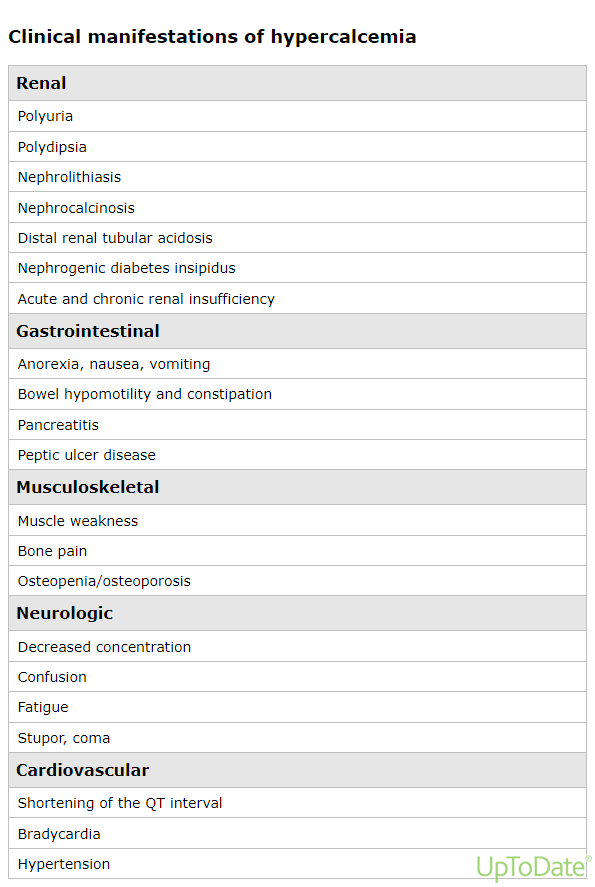 Clinical manifestations of hypercalcemia
Renal
Polyuria
Polydipsia
Nephrolithiasis
Nephrocalcinosis
Distal renal tubular acidosis
Nephrogenic diabetes insipidus
Acute and chronic renal insufficiency
Gastrointestinal
Anorexia, nausea, vomiting
Bowel hypomotility and constipation
Pancreatitis
Peptic ulcer disease
Musculoskeletal
Muscle weakness
Bone pain
Osteopenia/osteoporosis
Neurologic
Decreased concentration
Confusion
Fatigue
Stupor, coma
Cardiovascular
Shortening of the QT interval
Bradycardia
Hypertension
UpToDate®